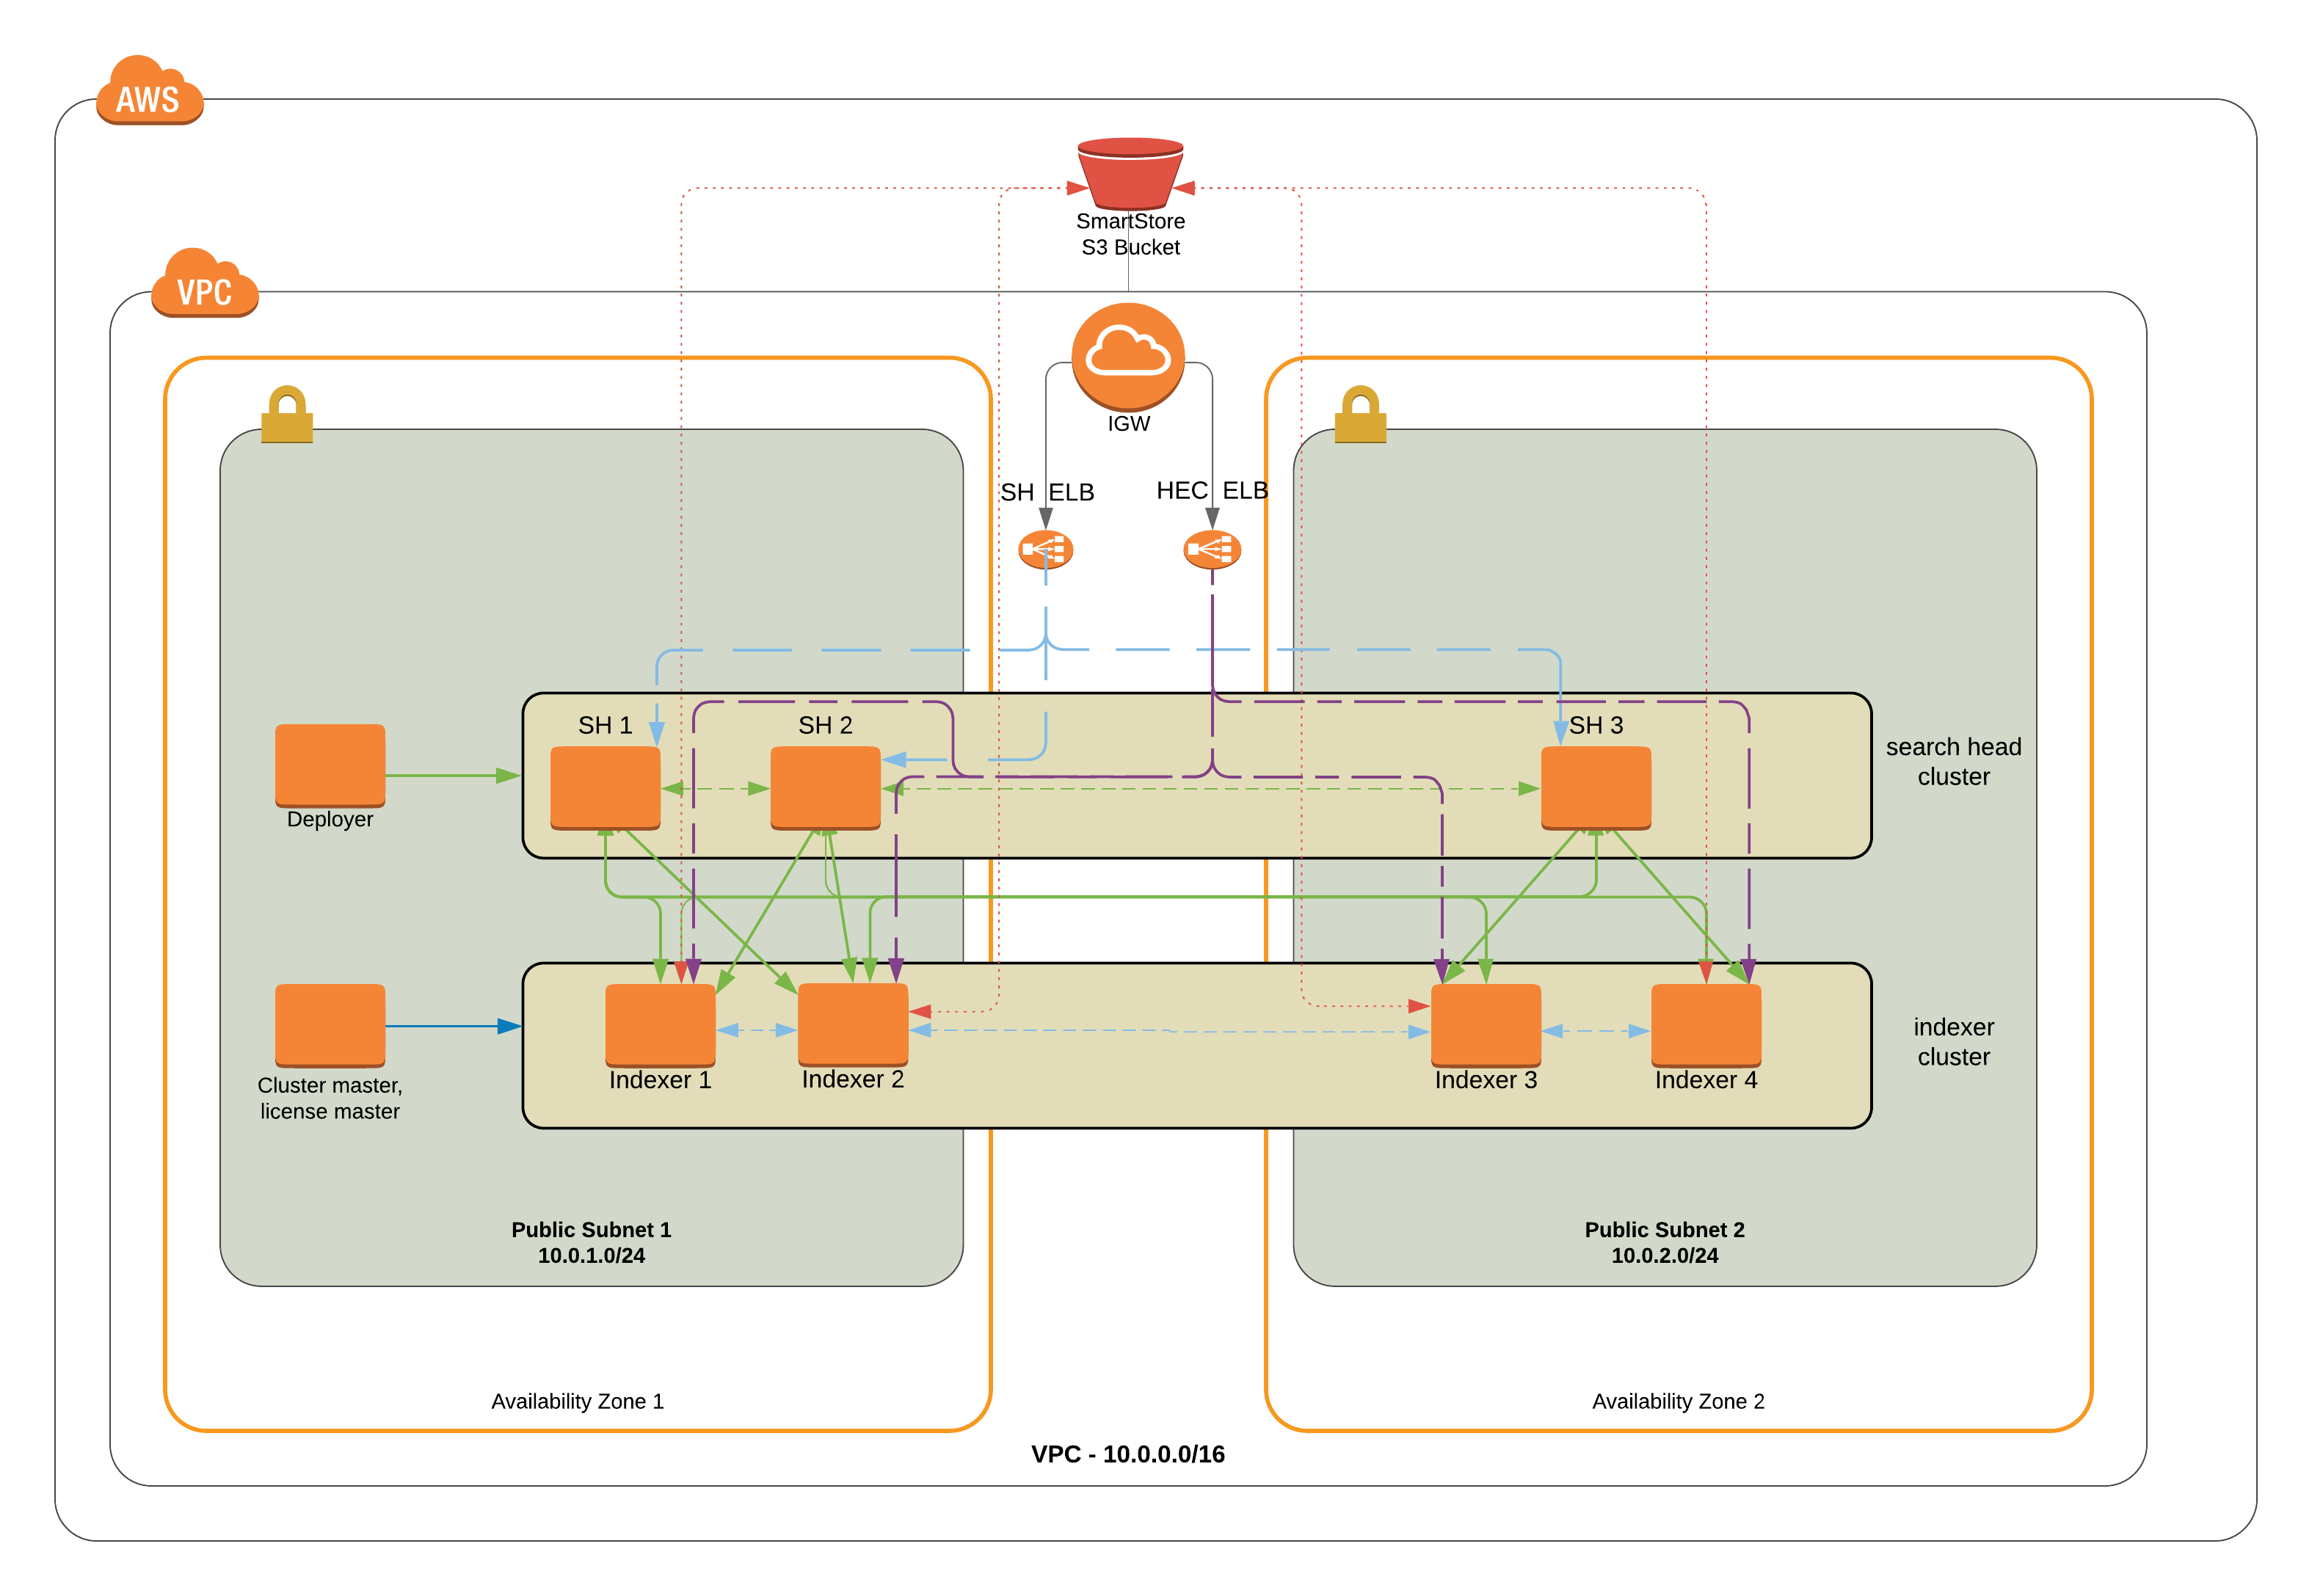 AWS
SmartStore
S3 Bucket
VPC
IGW
SH ELB
HEC ELB
SH 1
SH 2
SH 3
search head
cluster
Deployer
indexer
cluster
Cluster master,
license master
Indexer 1
Indexer 2
Indexer 3
Indexer 4
Public Subnet 1
10.0.1.0/24
Public Subnet 2
10.0.2.0/24
Availability Zone 1
Availability Zone 2
VPC - 10.0.0.0/16